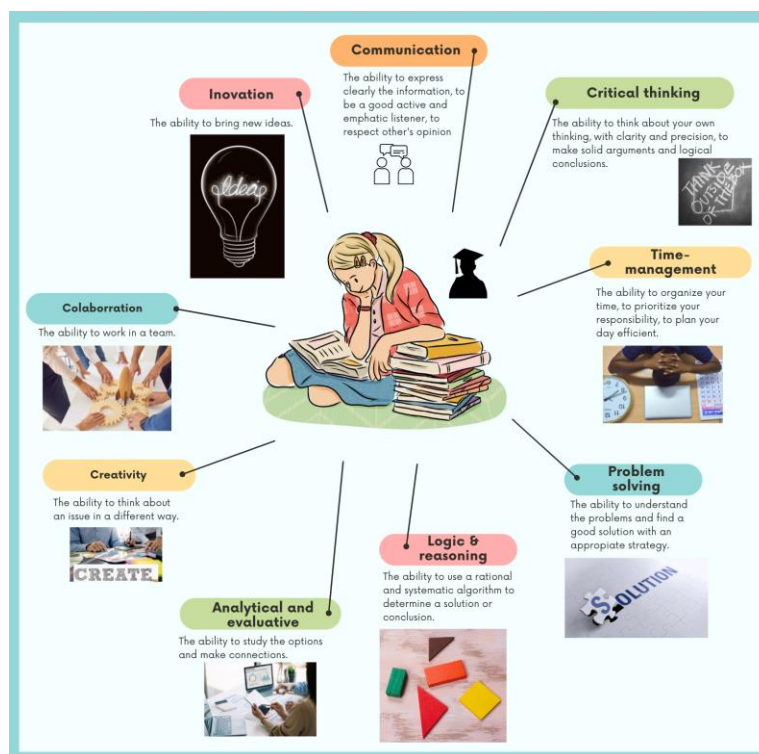 Communication
The ability to express
clearly the information, to
be a good active and
emphatic listener, to
respect other's opinion
Inovation
The ability to bring new ideas.
Idea
Critical thinking
The ability to think about your own
thinking, with clarity and precision, to
make solid arguments and logical
conclusions.
THINK
OUTSIDE
OF THE BOX
Time-
management
The ability to organize your
time, to prioritize your
responsibility, to plan your
day efficient.
Colaborration
The ability to work in a team.
Creativity
The ability to think about
an issue in a different way.
CREATE
Problem
solving
The ability to understand
the problems and find a
good solution with an
appropiate strategy.
SOLUTION
Logic &
reasoning
The ability to use a rational
and systematic algorithm to
determine a solution or
conclusion.
Analytical and
evaluative
The ability to study the options
and make connections.